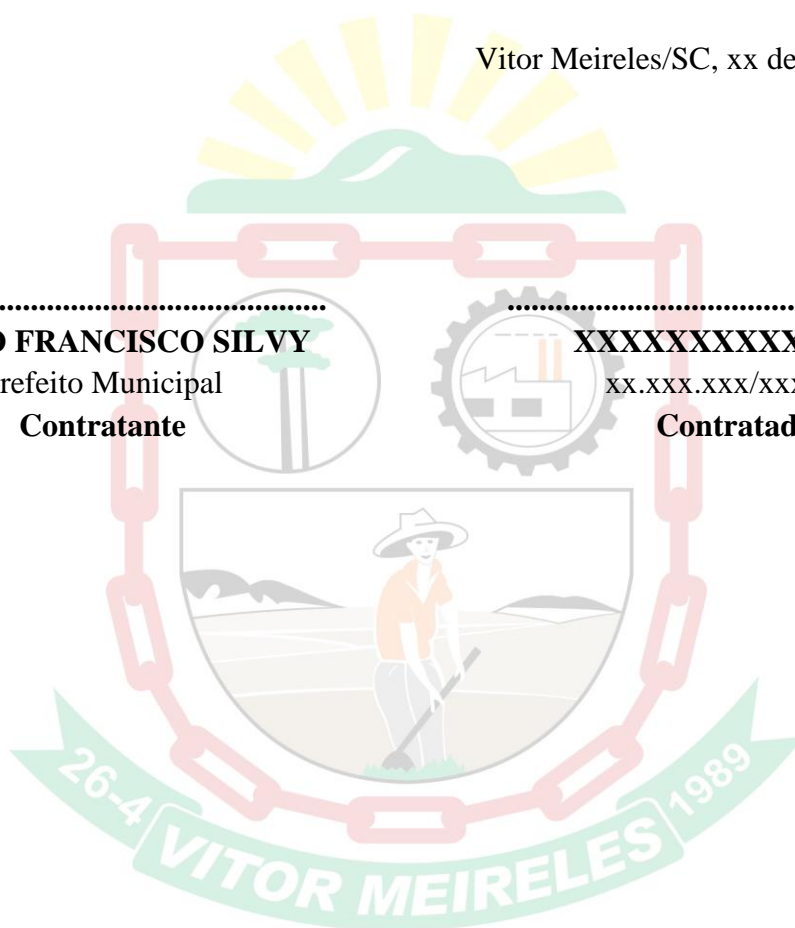 Vitor Meireles/SC, xx de
........................................ ........................................
O FRANCISCO SILVY XXXXXXXXXXX
refeito Municipal xx.xxx.xxx/xxx
Contratante Contratad
26-4 VITOR MEIRELES 1989